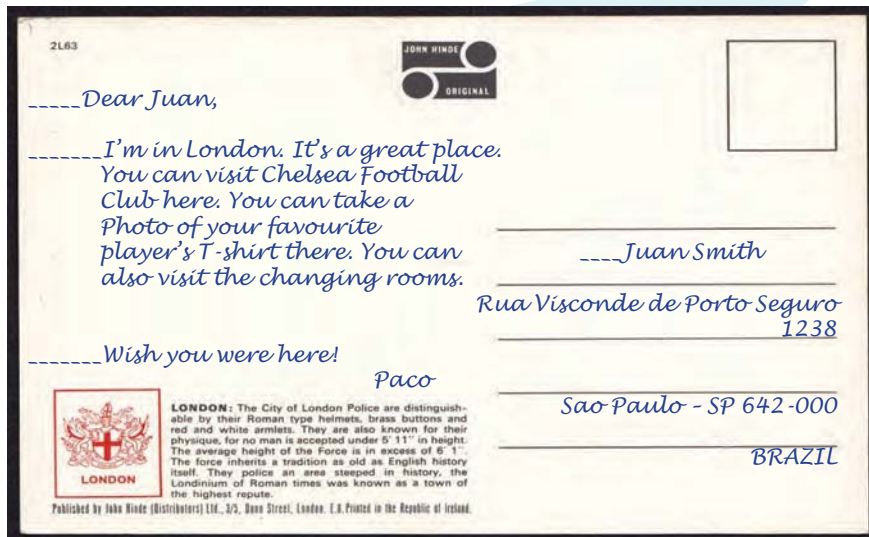 2L63
JOHN HINDE
ORIGINAL
_____Dear Juan,
_______I'm in London. It's a great place.
You can visit Chelsea Football
Club here. You can take a
Photo of your favourite
player's T-shirt there. You can
also visit the changing rooms.
_______Wish you were here!
Paco
____Juan Smith
Rua Visconde de Porto Seguro
1238
Sao Paulo - SP 642-000
BRAZIL
LONDON
LONDON: The City of London Police are distinguish-
able by their Roman type helmets, brass buttons and
red and white armlets. They are also known for their
physique, for no man is accepted under 5' 11" in height.
The average height of the Force is in excess of 6' 1".
The force inherits a tradition as old as English history
itself. They police an area steeped in history, the
Londinium of Roman times was known as a town of
the highest repute.
Published by John Hinde (Distributors) Ltd., 3/5, Dunn Street, London. E.8. Printed in the Republic of Ireland.